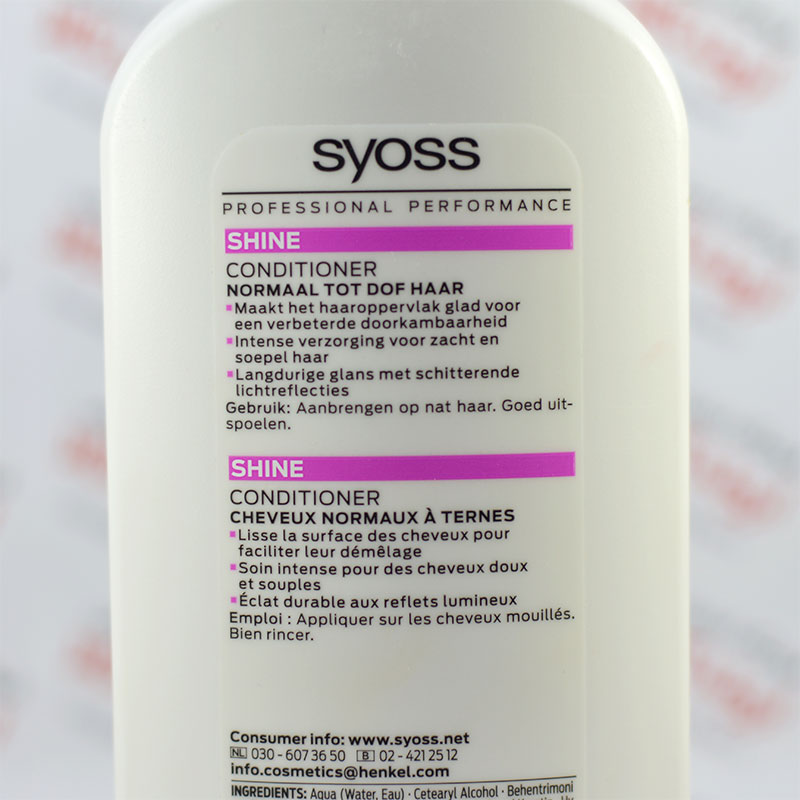 syoss
PROFESSIONAL PERFORMANCE
SHINE
CONDITIONER
NORMAAL TOT DOF HAAR
▪Maakt het haaroppervlak glad voor
een verbeterde doorkambaarheid
▪Intense verzorging voor zacht en
soepel haar
▪Langdurige glans met schitterende
lichtreflecties
Gebruik: Aanbrengen op nat haar. Goed uit-
spoelen.
SHINE
CONDITIONER
CHEVEUX NORMAUX À TERNES
▪Lisse la surface des cheveux pour
faciliter leur démêlage
▪Soin intense pour des cheveux doux
et souples
▪Éclat durable aux reflets lumineux
Emploi : Appliquer sur les cheveux mouillés.
Bien rincer.
Consumer info: www.syoss.net
NL 030 - 607 36 50 B 02 - 421 25 12
info.cosmetics@henkel.com
INGREDIENTS: Aqua (Water, Eau) · Cetearyl Alcohol · Behentrimoni